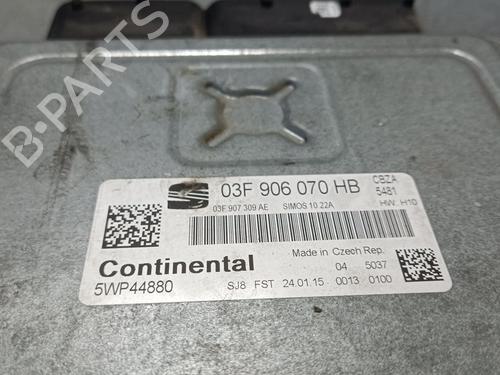 B-PARTS
03F 906 070 HB
CBZA
5481
03F 907 309 AE SIMOS 10.22A HW. H10
Continental
Made in Czech Rep.
04 5037
5WP44880 SJ8 FST 24.01.15 0013 0100